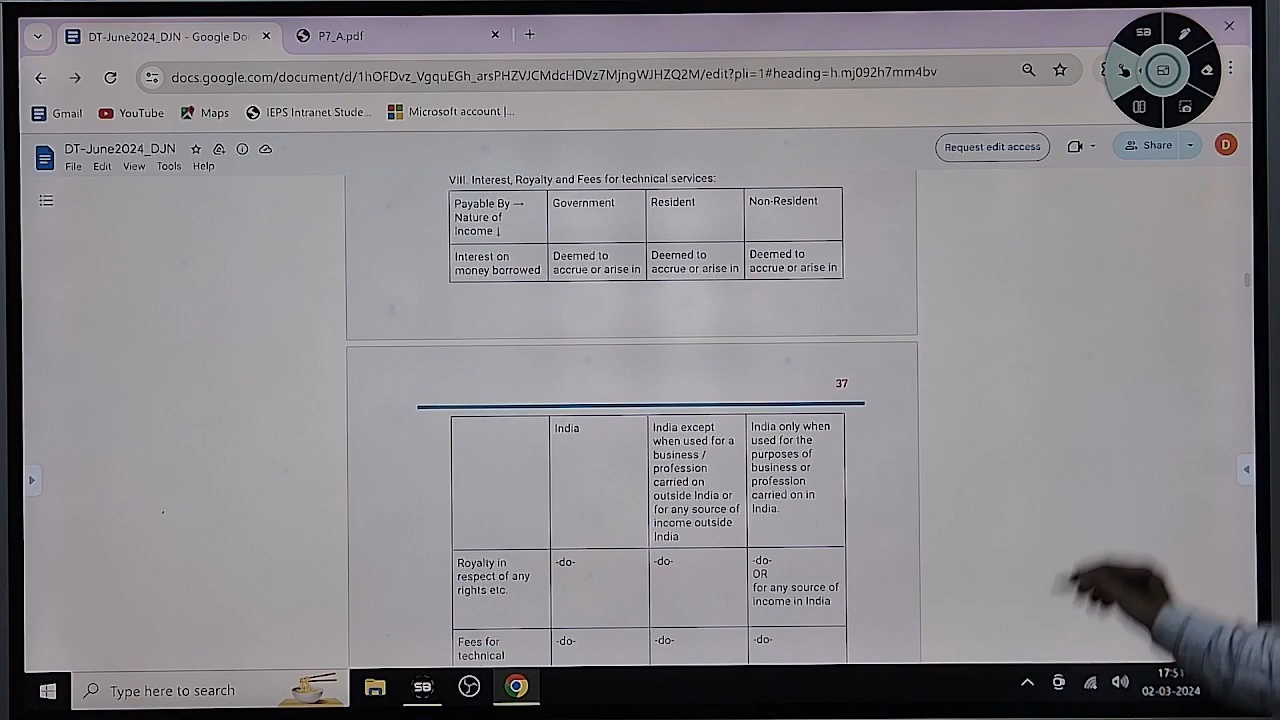 DT-June2024_DJN - Google Do
P7_A.pdf
SB
docs.google.com/document/d/1hOFDvz_VgquEGh_arsPHZVJCMdcHDVz7MjngWJHZQ2M/edit?pli=1#heading=h.mj092h7mm4bv
Gmail
YouTube
Maps
IEPS Intranet Stude...
Microsoft account |...
DT-June2024_DJN
File Edit View Tools Help
Request edit access
Share
D
VIII. Interest, Royalty and Fees for technical services:
Payable By →
Nature of
Income ↓
Government
Resident
Non-Resident
Interest on
money borrowed
Deemed to
accrue or arise in
Deemed to
accrue or arise in
Deemed to
accrue or arise in
37
India
India except
when used for a
business /
profession
carried on
outside India or
for any source of
income outside
India
India only when
used for the
purposes of
business or
profession
carried on in
India.
Royalty in
respect of any
rights etc.
-do-
-do-
-do-
OR
for any source of
income in India
Fees for
technical
-do-
-do-
-do-
Type here to search
SB
17:51
02-03-2024